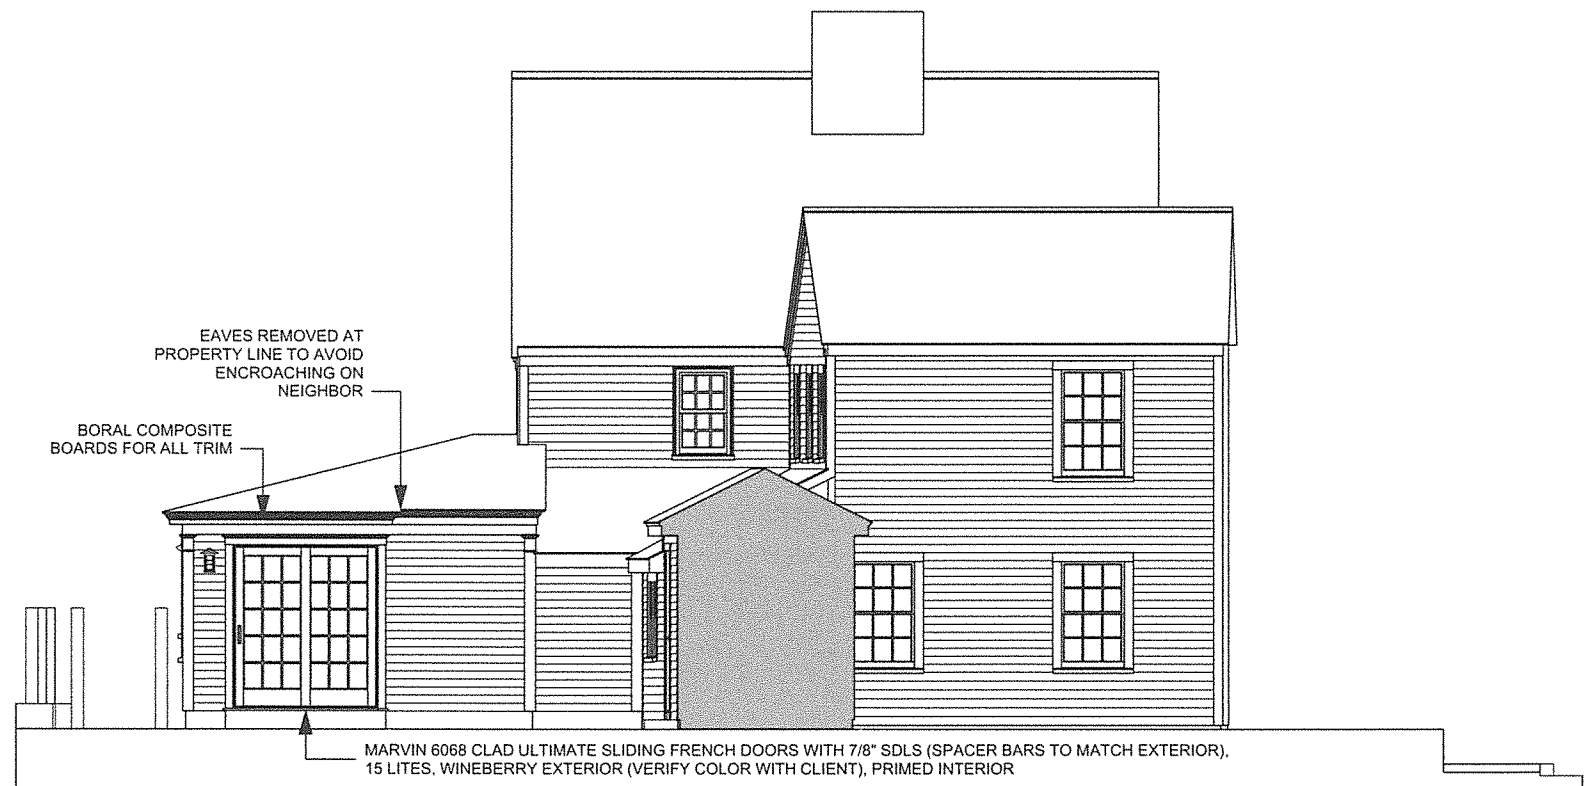 EAVES REMOVED AT
PROPERTY LINE TO AVOID
ENCROACHING ON
NEIGHBOR
BORAL COMPOSITE
BOARDS FOR ALL TRIM
MARVIN 6068 CLAD ULTIMATE SLIDING FRENCH DOORS WITH 7/8" SDLS (SPACER BARS TO MATCH EXTERIOR),
15 LITES, WINEBERRY EXTERIOR (VERIFY COLOR WITH CLIENT), PRIMED INTERIOR